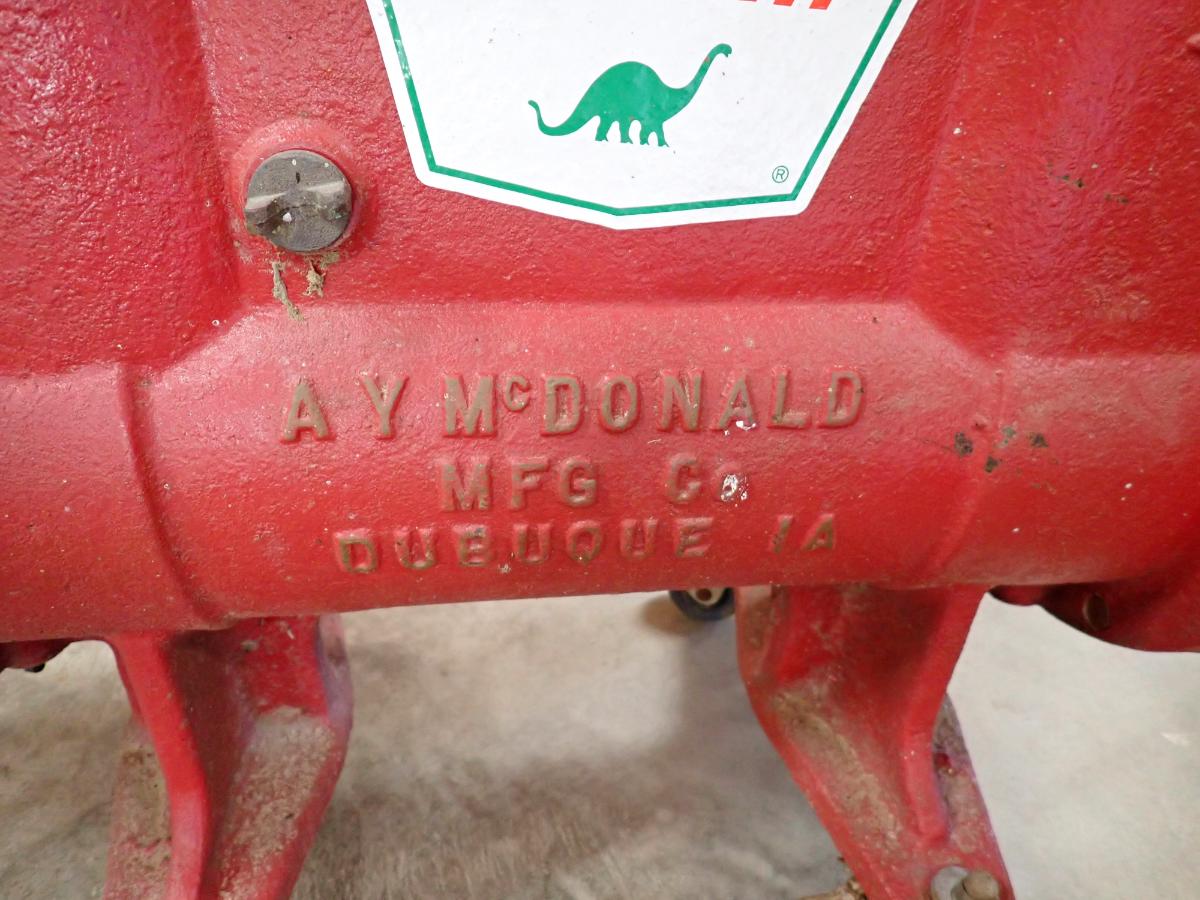 ®
A Y McDONALD
MFG Co
DUBUQUE IA